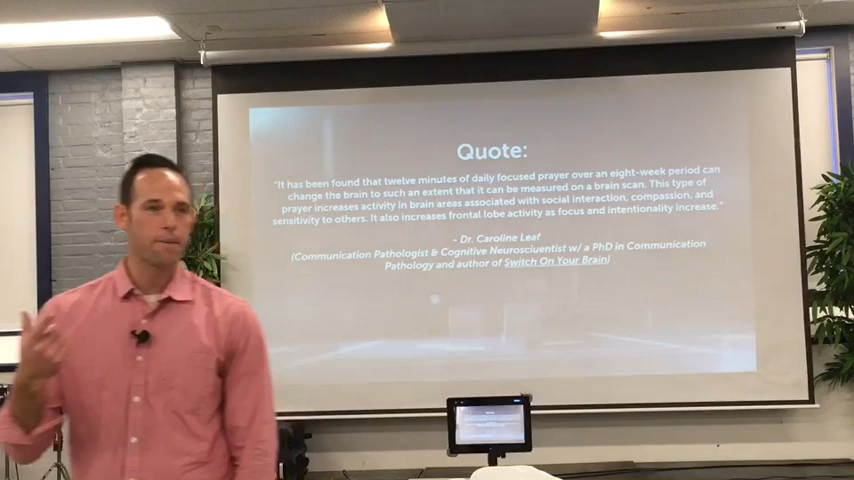 Quote:
"It has been found that twelve minutes of daily focused prayer over an eight-week period can
change the brain to such an extent that it can be measured on a brain scan. This type of
prayer increases activity in brain areas associated with social interaction, compassion, and
sensitivity to others. It also increases frontal lobe activity as focus and intentionality increase."
- Dr. Caroline Leaf
(Communication Pathologist & Cognitive Neurosciuentist w/ a PhD in Communication
Pathology and author of Switch On Your Brain)